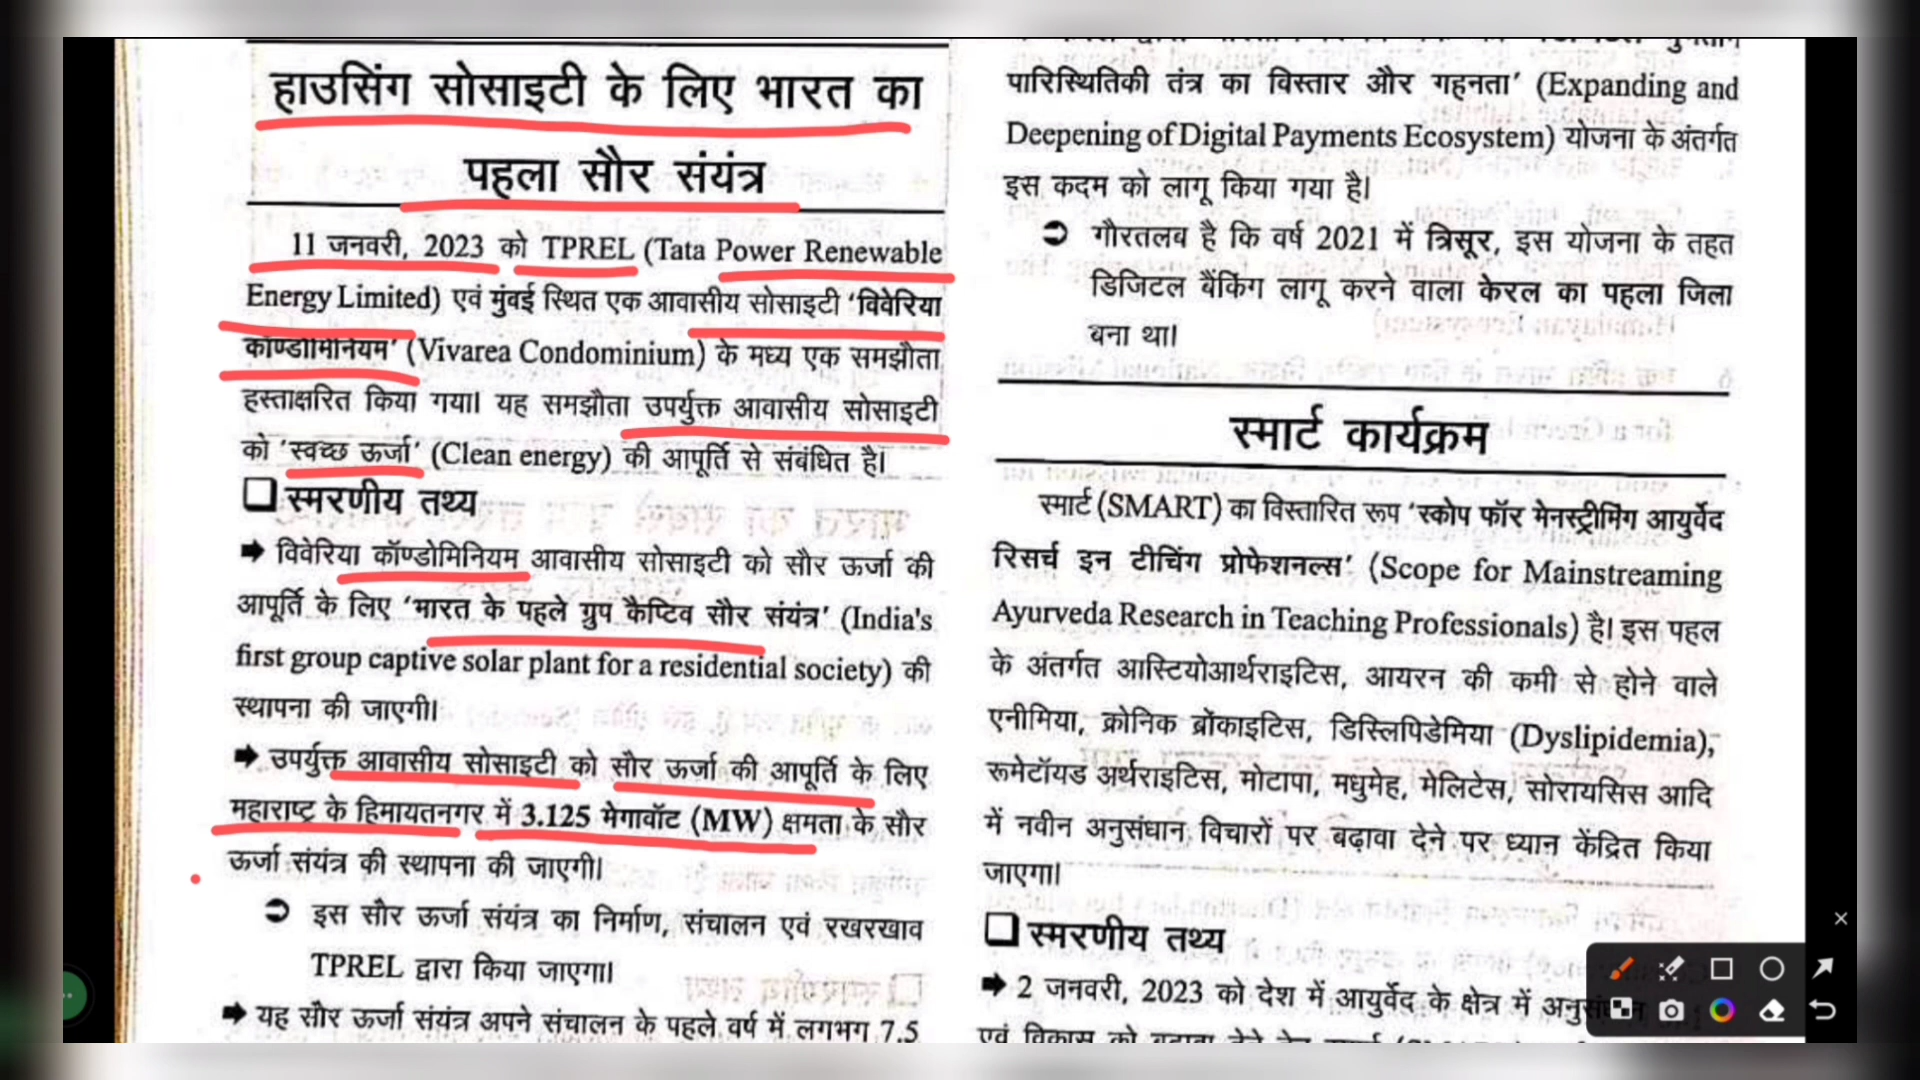 हाउसिंग सोसाइटी के लिए भारत का
पहला सौर संयंत्र
11 जनवरी, 2023 को TPREL (Tata Power Renewable
Energy Limited) एवं मुंबई स्थित एक आवासीय सोसाइटी ‘विवेरिया
कॉण्डोमिनियम’ (Vivarea Condominium) के मध्य एक समझौता
हस्ताक्षरित किया गया। यह समझौता उपर्युक्त आवासीय सोसाइटी
को ‘स्वच्छ ऊर्जा’ (Clean energy) की आपूर्ति से संबंधित है।
स्मरणीय तथ्य
विवेरिया कॉण्डोमिनियम आवासीय सोसाइटी को सौर ऊर्जा की
आपूर्ति के लिए ‘भारत के पहले ग्रुप कैप्टिव सौर संयंत्र’ (India's
first group captive solar plant for a residential society) की
स्थापना की जाएगी।
उपर्युक्त आवासीय सोसाइटी को सौर ऊर्जा की आपूर्ति के लिए
महाराष्ट्र के हिमायतनगर में 3.125 मेगावॉट (MW) क्षमता के सौर
ऊर्जा संयंत्र की स्थापना की जाएगी।
इस सौर ऊर्जा संयंत्र का निर्माण, संचालन एवं रखरखाव
TPREL द्वारा किया जाएगा।
यह सौर ऊर्जा संयंत्र अपने संचालन के पहले वर्ष में लगभग 7.5
पारिस्थितिकी तंत्र का विस्तार और गहनता’ (Expanding and
Deepening of Digital Payments Ecosystem) योजना के अंतर्गत
इस कदम को लागू किया गया है।
गौरतलब है कि वर्ष 2021 में त्रिसूर, इस योजना के तहत
डिजिटल बैंकिंग लागू करने वाला केरल का पहला जिला
बना था।
स्मार्ट कार्यक्रम
स्मार्ट (SMART) का विस्तारित रूप ‘स्कोप फॉर मेनस्ट्रीमिंग आयुर्वेद
रिसर्च इन टीचिंग प्रोफेशनल्स’ (Scope for Mainstreaming
Ayurveda Research in Teaching Professionals) है। इस पहल
के अंतर्गत आस्टियोआर्थराइटिस, आयरन की कमी से होने वाले
एनीमिया, क्रोनिक ब्रोंकाइटिस, डिस्लिपिडेमिया (Dyslipidemia),
रूमेटॉयड अर्थराइटिस, मोटापा, मधुमेह, मेलिटेस, सोरायसिस आदि
में नवीन अनुसंधान विचारों पर बढ़ावा देने पर ध्यान केंद्रित किया
जाएगा।
स्मरणीय तथ्य
2 जनवरी, 2023 को देश में आयुर्वेद के क्षेत्र में अनुसंधान
एवं विकास को बढ़ावा देने हेतु